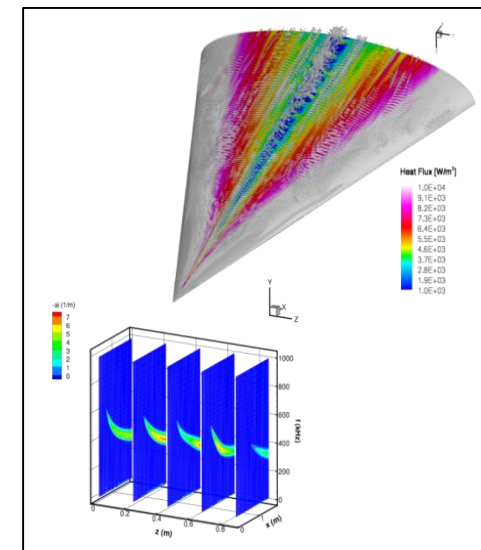 Heat Flux [W/m²]
1.0E+04
9.1E+03
8.2E+03
7.3E+03
6.4E+03
5.5E+03
4.6E+03
3.7E+03
2.8E+03
1.9E+03
1.0E+03
Y
X
Z
-ai (1/m)
7
6
5
4
3
2
1
0
1000
800
600
400
200
0
f (kHz)
0
0.2
0.4
0.6
0.8
z (m)
0
1
x (m)